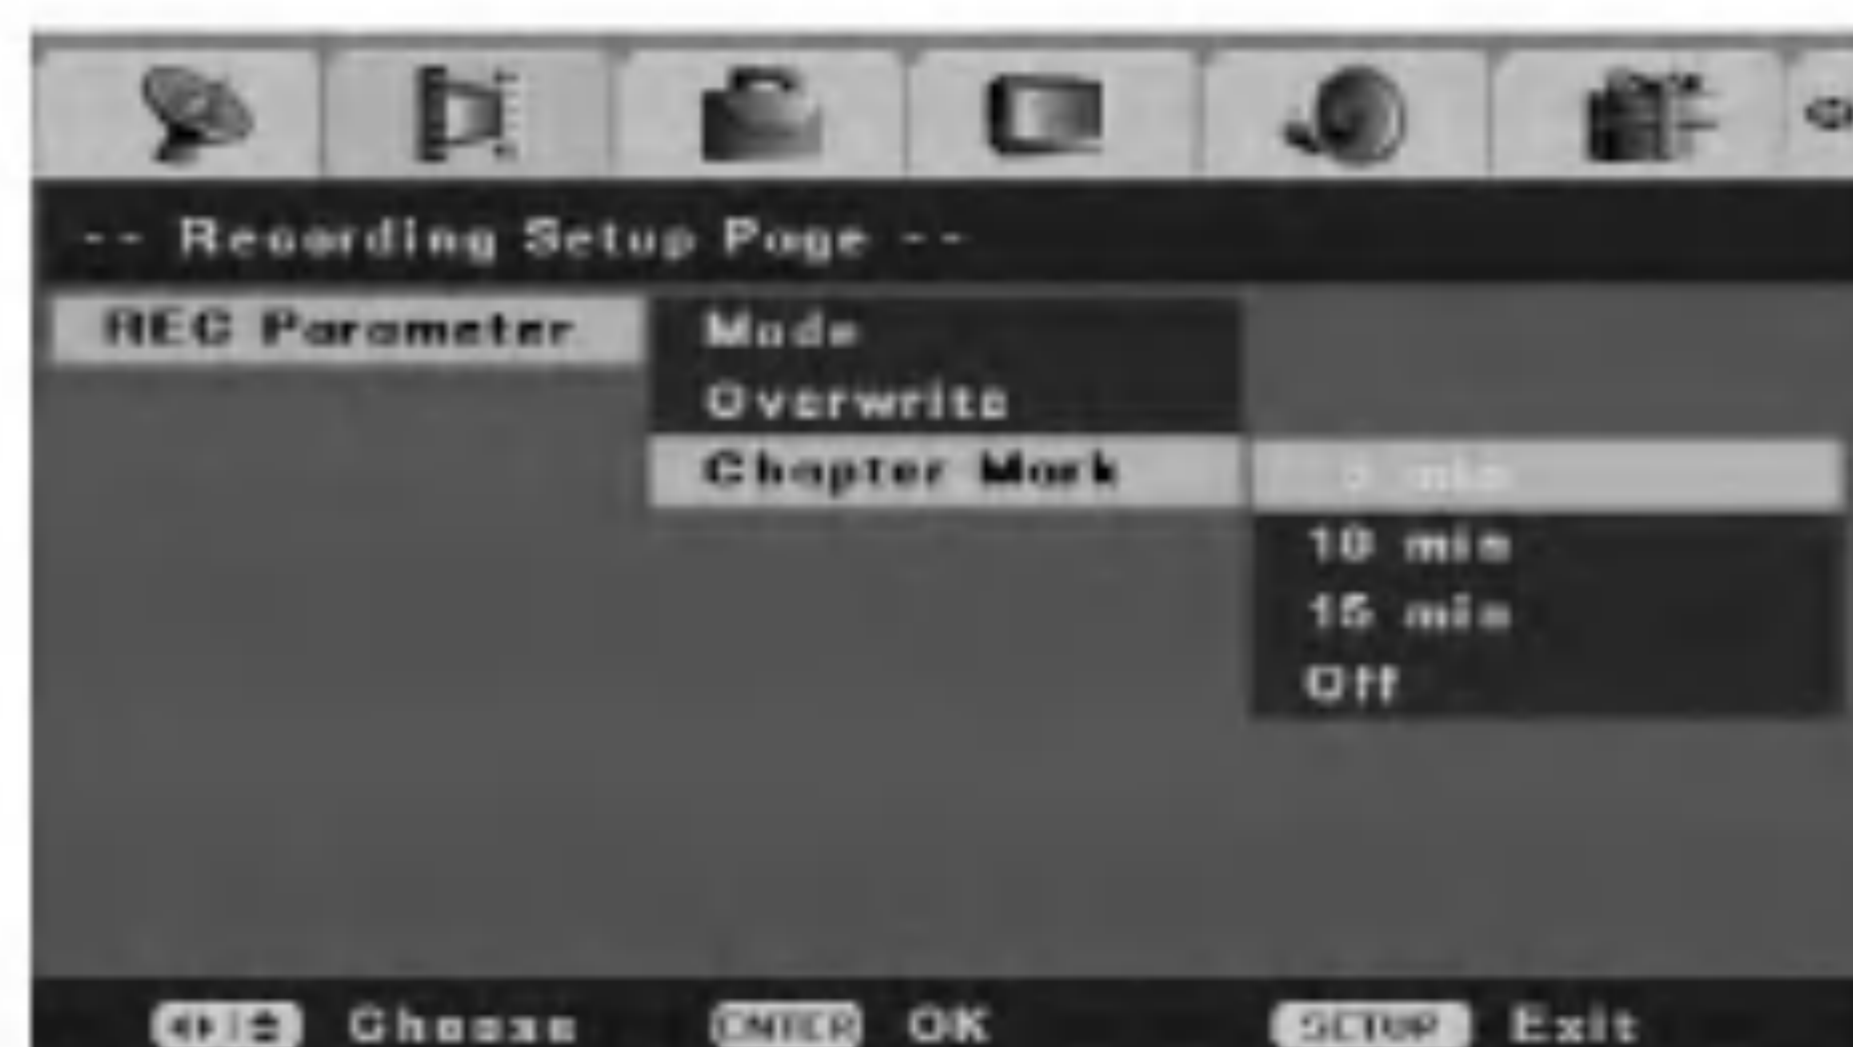 -- Recording Setup Page --
REC Parameter
Mode
Overwrite
Chapter Mark
min
10 min
15 min
Off
Choose
ENTER OK
SETUP Exit